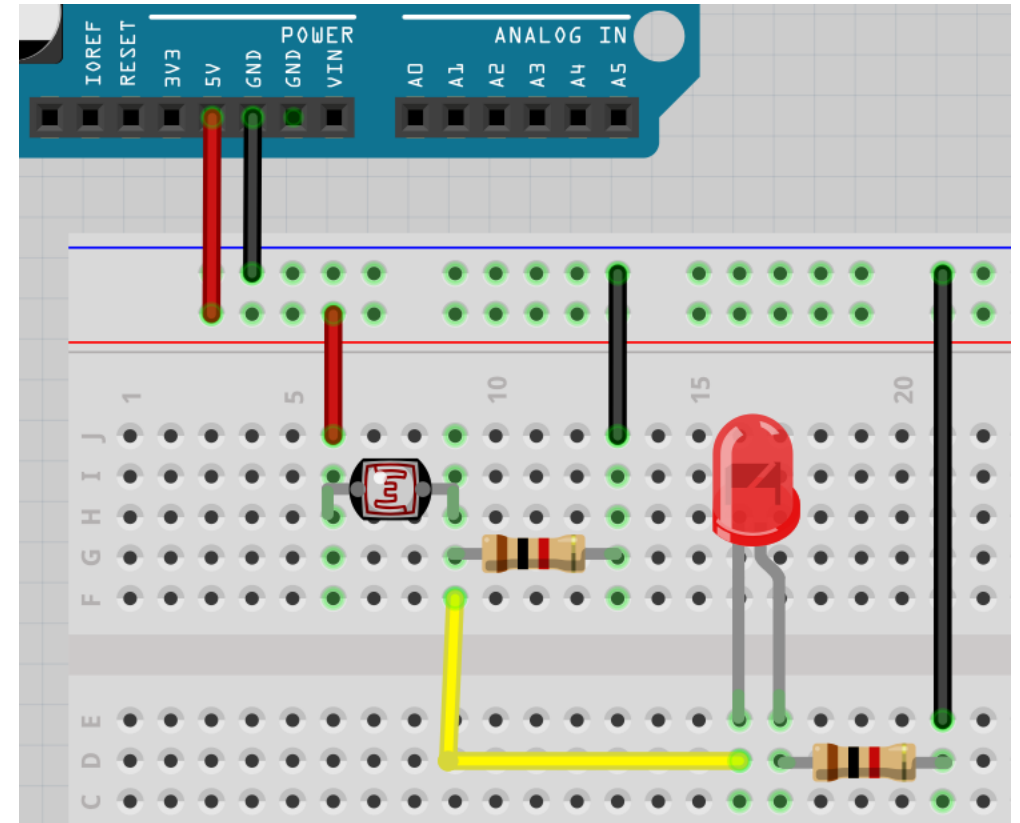 POWER
ANALOG IN
IOREF
RESET
3V3
5V
GND
GND
VIN
A0
A1
A2
A3
A4
A5
1
5
10
15
20
J
I
H
G
F
E
D
C